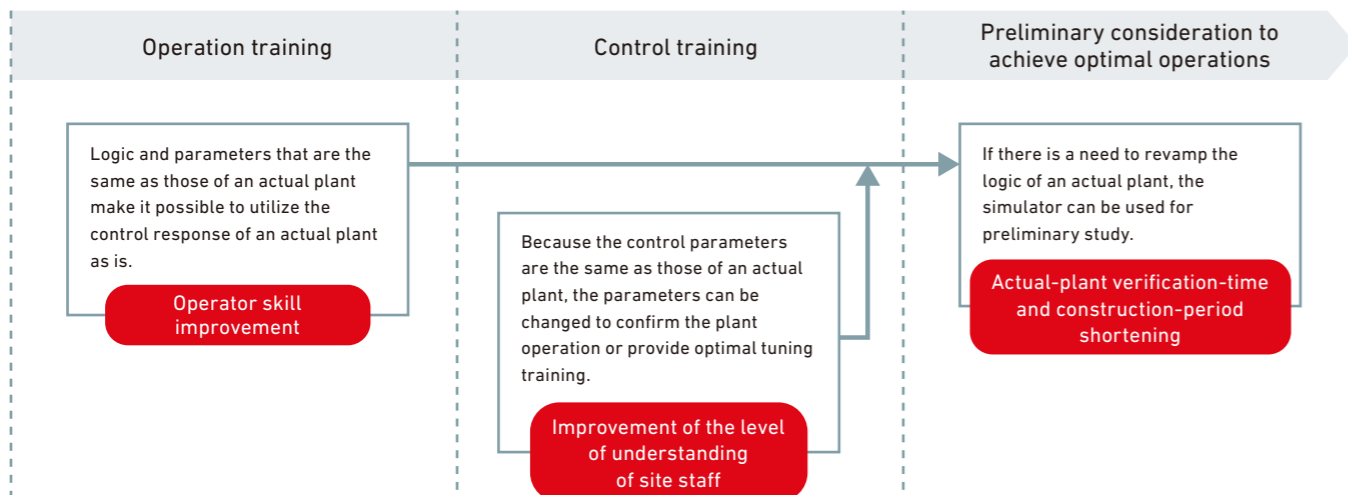 Operation training
Control training
Preliminary consideration to
achieve optimal operations
Logic and parameters that are the
same as those of an actual plant
make it possible to utilize the
control response of an actual plant
as is.
Operator skill
improvement
Because the control parameters
are the same as those of an actual
plant, the parameters can be
changed to confirm the plant
operation or provide optimal tuning
training.
Improvement of the level
of understanding
of site staff
If there is a need to revamp the
logic of an actual plant, the
simulator can be used for
preliminary study.
Actual-plant verification-time
and construction-period
shortening